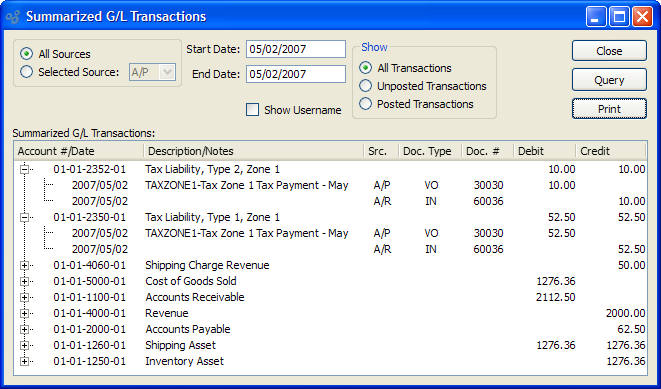 Summarized G/L Transactions
All Sources
Selected Source: A/P
Start Date: 05/02/2007
End Date: 05/02/2007
Show Username
Show
All Transactions
Unposted Transactions
Posted Transactions
Close
Query
Print
Summarized G/L Transactions:
Account #/Date Description/Notes Src. Doc. Type Doc. # Debit Credit
01-01-2352-01 Tax Liability, Type 2, Zone 1 10.00 10.00
2007/05/02 TAXZONE1-Tax Zone 1 Tax Payment - May A/P VO 30030 10.00
2007/05/02 A/R IN 60036 10.00
01-01-2350-01 Tax Liability, Type 1, Zone 1 52.50 52.50
2007/05/02 TAXZONE1-Tax Zone 1 Tax Payment - May A/P VO 30030 52.50
2007/05/02 A/R IN 60036 52.50
01-01-4060-01 Shipping Charge Revenue 50.00
01-01-5000-01 Cost of Goods Sold 1276.36
01-01-1100-01 Accounts Receivable 2112.50
01-01-4000-01 Revenue 2000.00
01-01-2000-01 Accounts Payable 62.50
01-01-1260-01 Shipping Asset 1276.36 1276.36
01-01-1250-01 Inventory Asset 1276.36